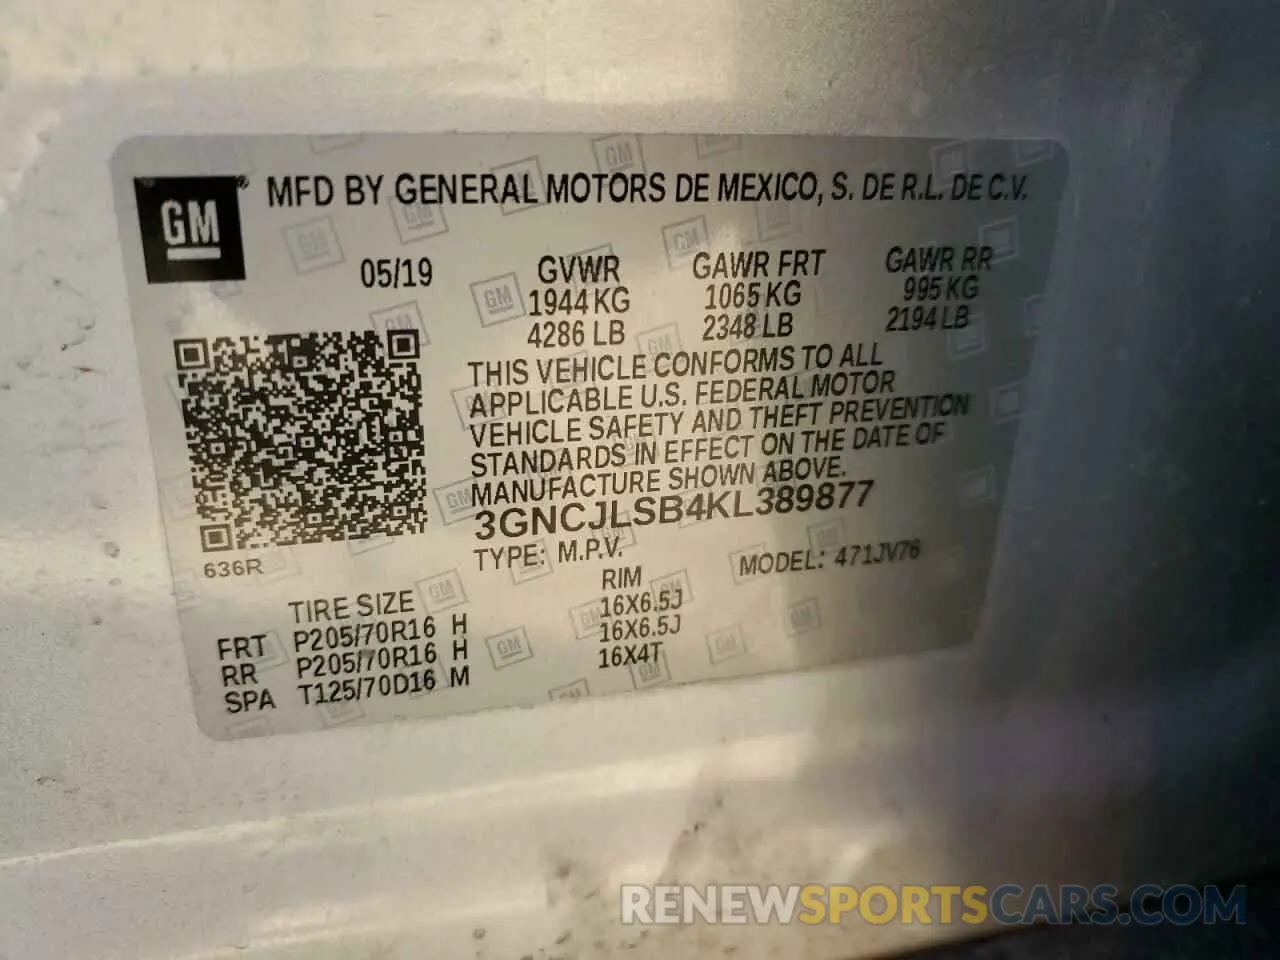 GM ® MFD BY GENERAL MOTORS DE MEXICO, S. DE R.L. DE C.V.
05/19 GVWR GAWR FRT GAWR RR
1944 KG 1065 KG 995 KG
4286 LB 2348 LB 2194 LB
THIS VEHICLE CONFORMS TO ALL
APPLICABLE U.S. FEDERAL MOTOR
VEHICLE SAFETY AND THEFT PREVENTION
STANDARDS IN EFFECT ON THE DATE OF
MANUFACTURE SHOWN ABOVE.
3GNCJLSB4KL389877
636R
TYPE: M.P.V. MODEL: 471JV76
TIRE SIZE RIM
FRT P205/70R16 H 16X6.5J
RR P205/70R16 H 16X6.5J
SPA T125/70D16 M 16X4T
RENEWSPORTSCARS.COM